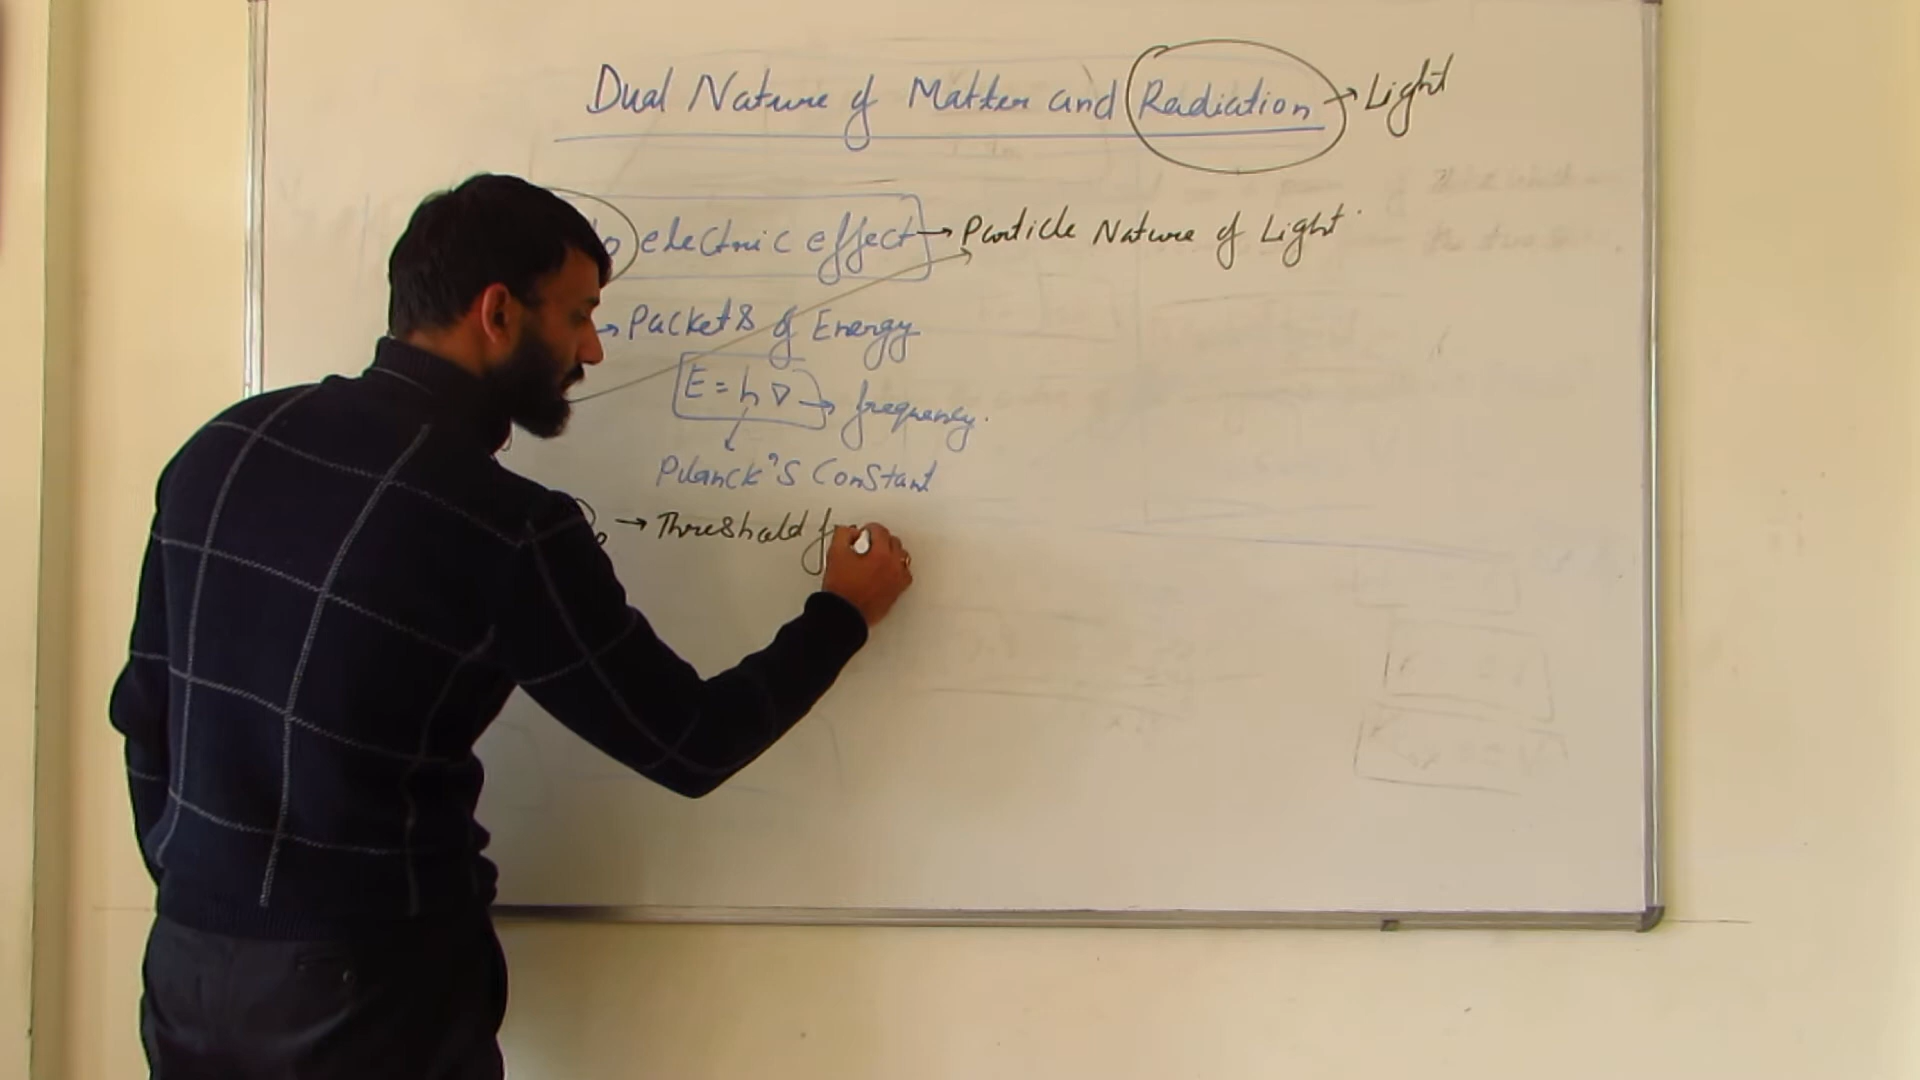 Dual Nature of Matter and Radiation → Light
electric effect → Particle Nature of Light
→ Packets of Energy
E = h ν → frequency.
Planck's Constant
→ Threshold